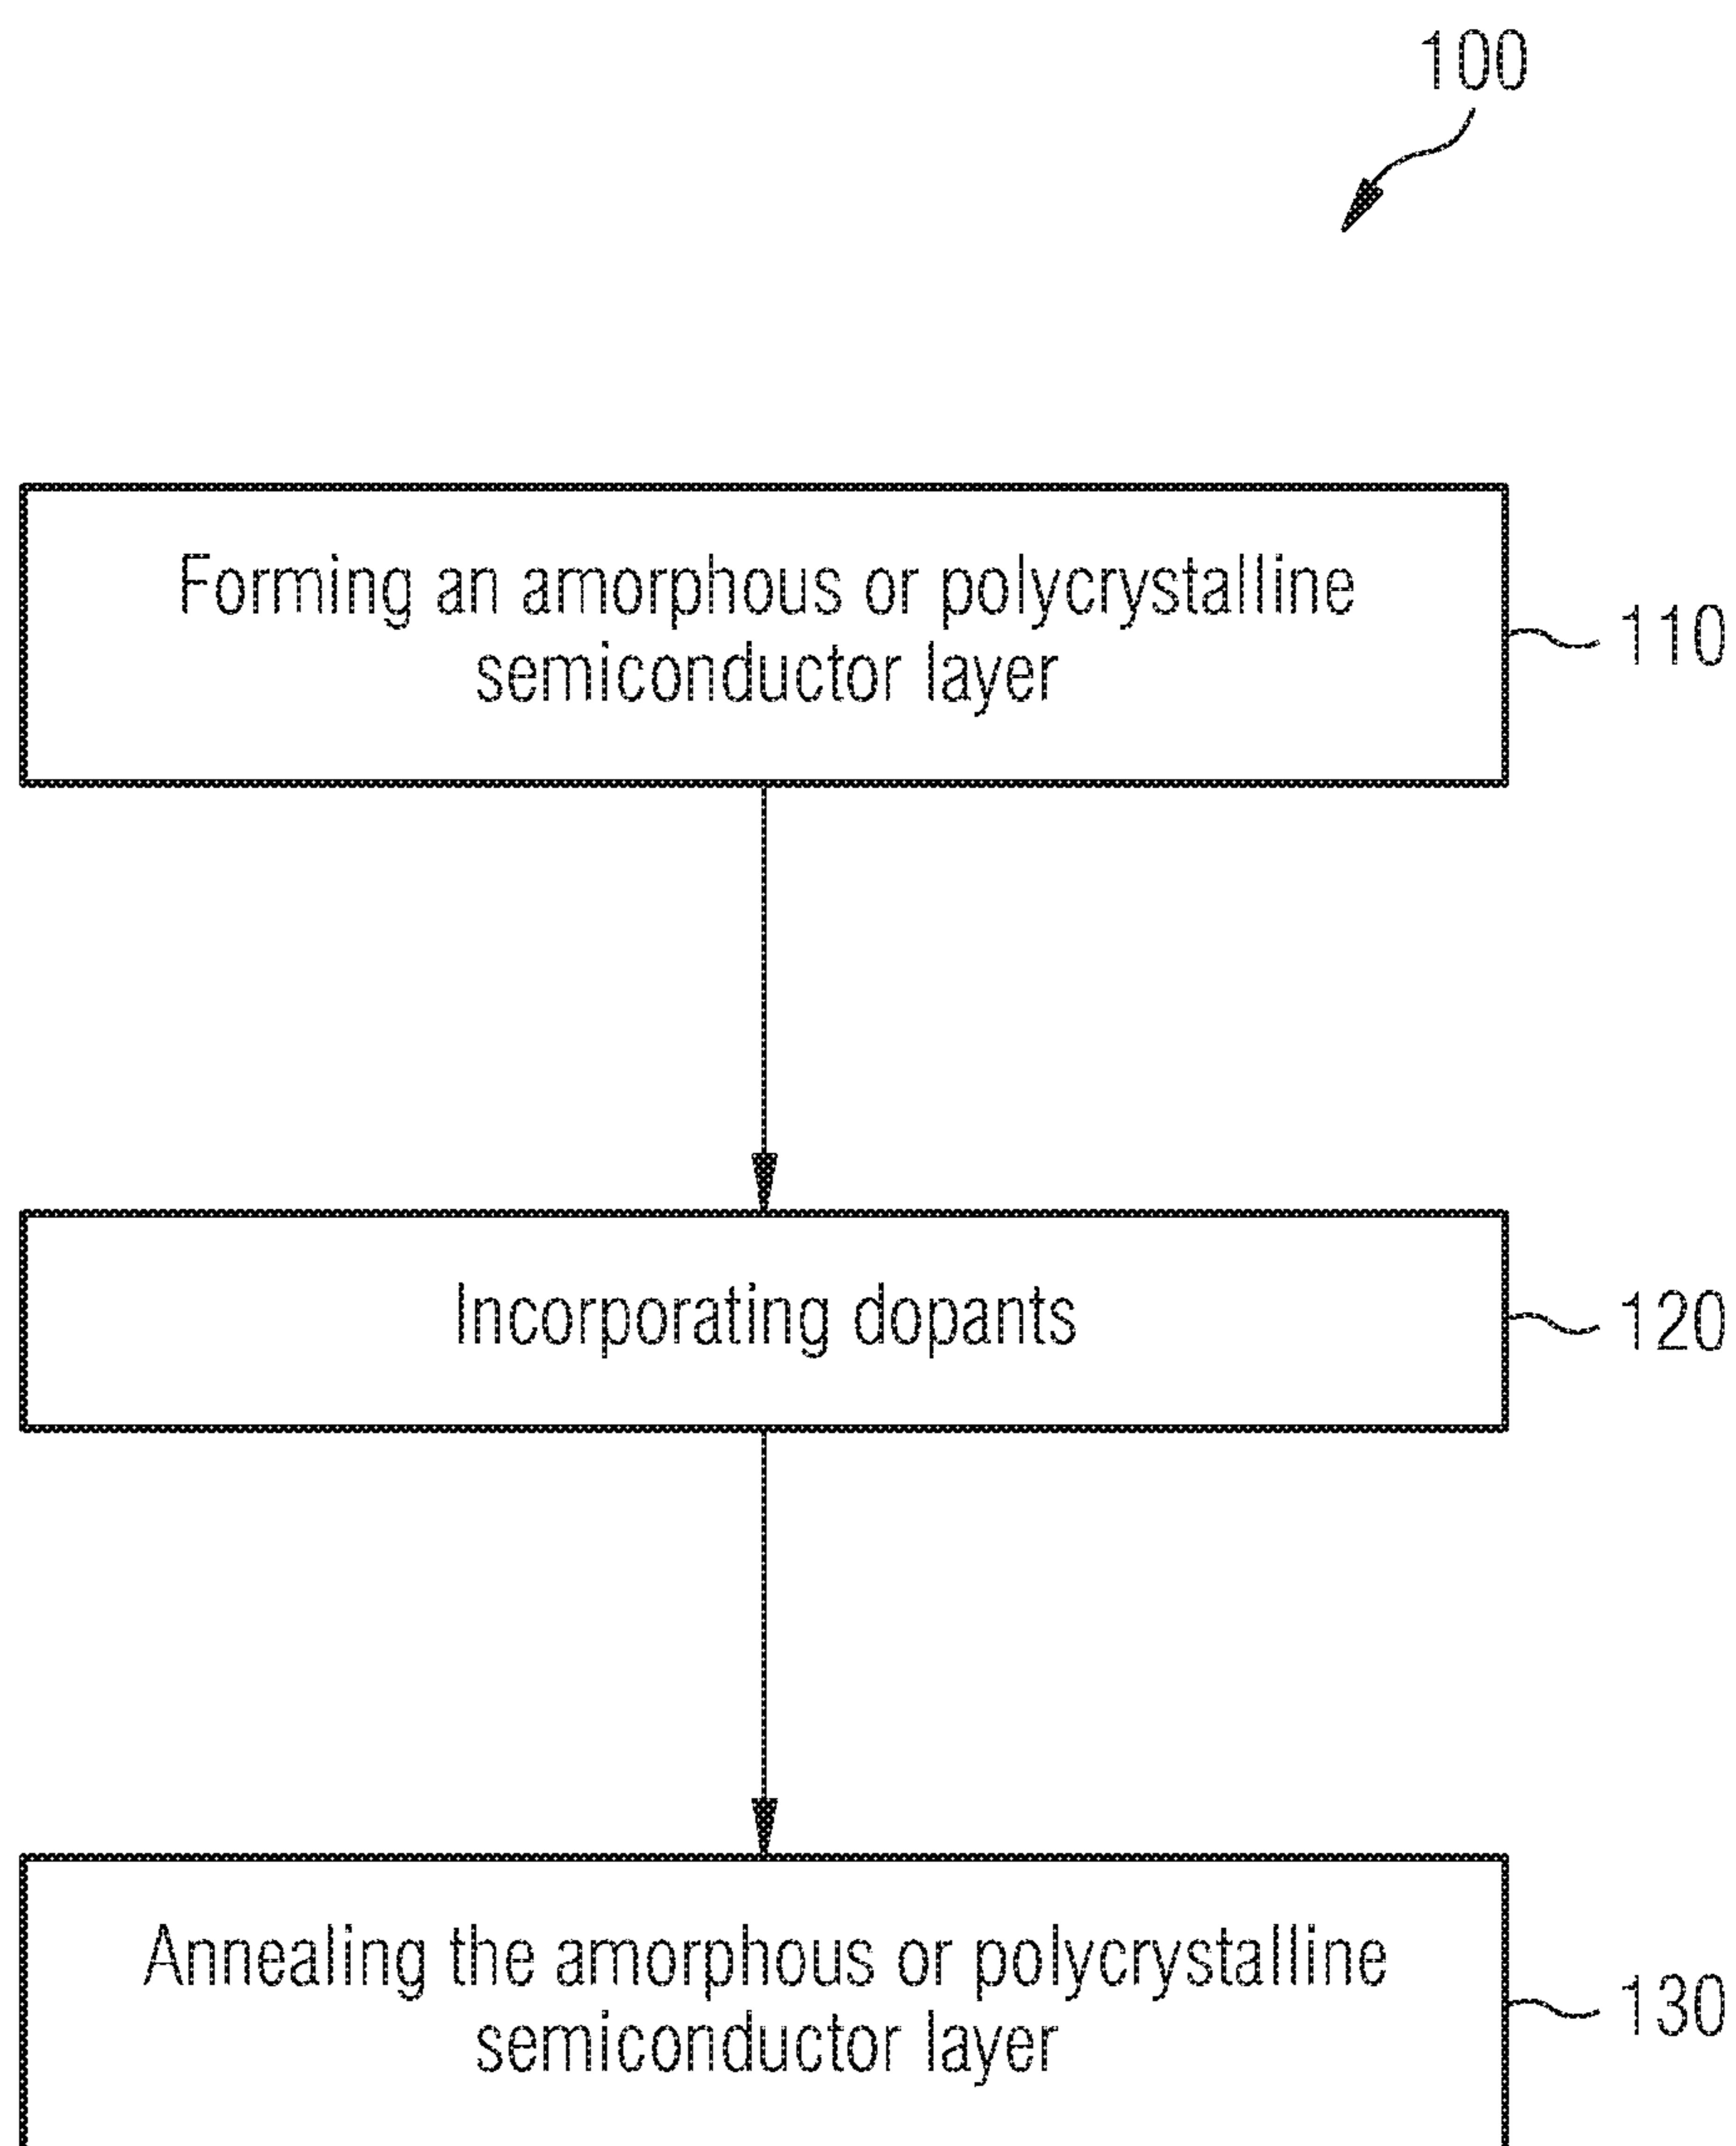 100
Forming an amorphous or polycrystalline
semiconductor layer
110
Incorporating dopants
120
Annealing the amorphous or polycrystalline
semiconductor layer
130